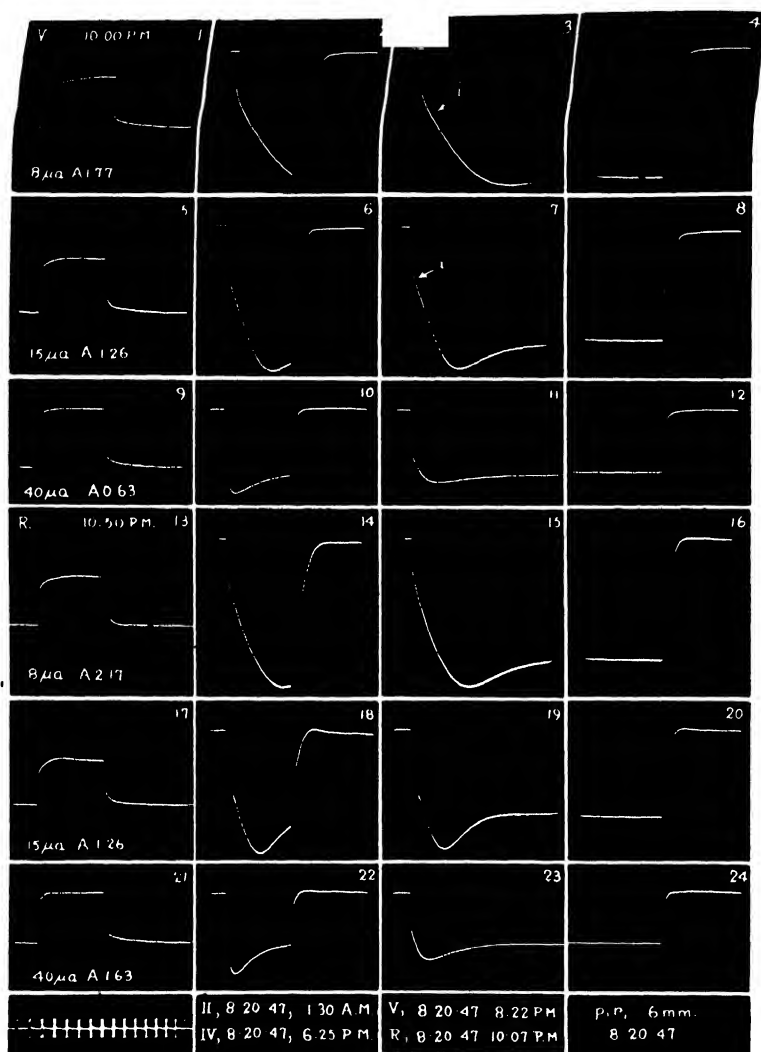 V 10 00 P M 1 2 3 4
1
8μa A 1 77
5 6 7 8
1
15μa A 1 26
9 10 11 12
40μa A 0 63
R. 10.50 P M. 13 14 15 16
8μa A 2 17
17 18 19 20
15μa A 1 26
21 22 23 24
40μa A 1 63
II, 8 20 47, 1 30 A.M
IV, 8 20 47, 6.25 P M.
V, 8 20 47 8.22 P M
R, 8 20 47 10 07 P.M
p, n, 6 mm.
8 20 47